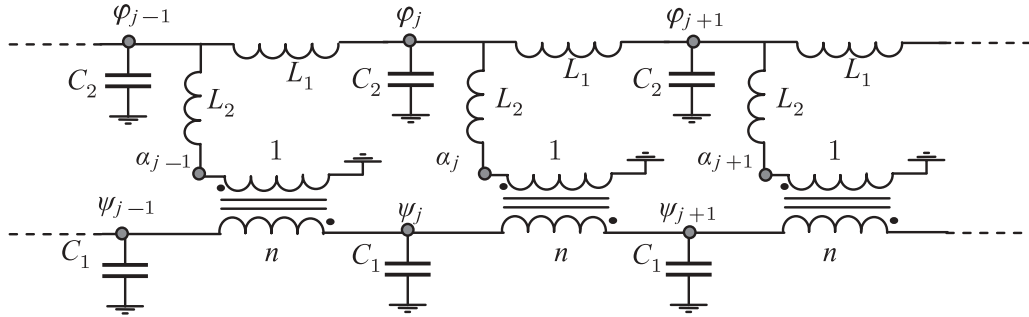 φ_{j−1} φ_j φ_{j+1}
C_2 L_2 L_1 C_2 L_2 L_1 C_2 L_2 L_1
α_{j−1} 1 α_j 1 α_{j+1} 1
ψ_{j−1} ψ_j ψ_{j+1}
C_1 n C_1 n C_1 n